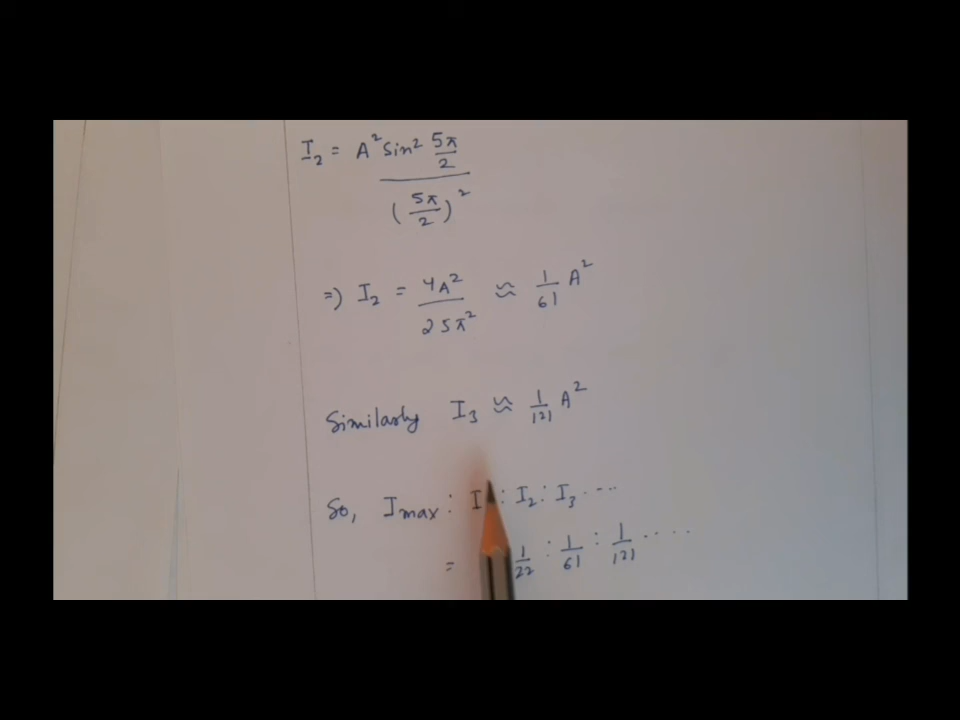 I₂ = A² Sin² 5π/2 / (5π/2)²
=) I₂ = 4A²/25π² ≈ 1/61 A²
Similarly I₃ ≈ 1/121 A²
So, Imax : I : I₂ : I₃ ....
= 1/22 : 1/61 : 1/121 ....